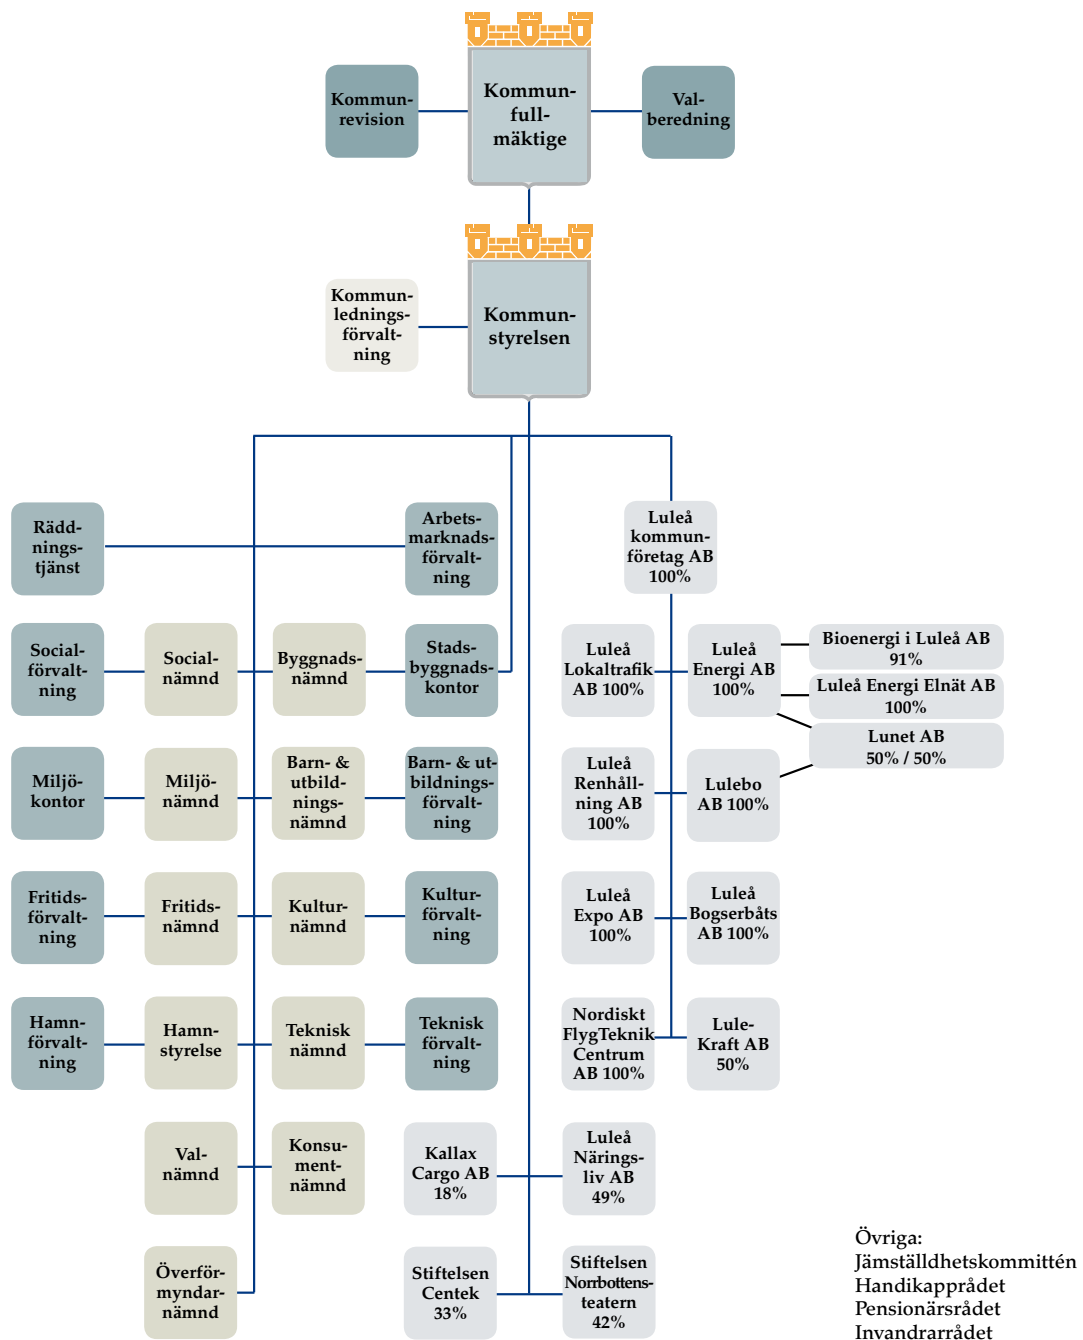 Kommun-
revision
Kommun-
full-
mäktige
Val-
beredning
Kommun-
lednings-
förvalt-
ning
Kommun-
styrelsen
Rädd-
nings-
tjänst
Arbets-
marknads-
förvalt-
ning
Luleå
kommun-
företag AB
100%
Social-
förvalt-
ning
Social-
nämnd
Byggnads-
nämnd
Stads-
byggnads-
kontor
Luleå
Lokaltrafik
AB 100%
Luleå
Energi AB
100%
Bioenergi i Luleå AB
91%
Luleå Energi Elnät AB
100%
Lunet AB
50% / 50%
Miljö-
kontor
Miljö-
nämnd
Barn- &
utbild-
nings-
nämnd
Barn- & ut-
bildnings-
förvalt-
ning
Luleå
Renhåll-
ning AB
100%
Lulebo
AB 100%
Fritids-
förvalt-
ning
Fritids-
nämnd
Kultur-
nämnd
Kultur-
förvalt-
ning
Luleå
Expo AB
100%
Luleå
Bogserbåts
AB 100%
Hamn-
förvalt-
ning
Hamn-
styrelse
Teknisk
nämnd
Teknisk
förvalt-
ning
Nordiskt
FlygTeknik
Centrum
AB 100%
Lule-
Kraft AB
50%
Val-
nämnd
Konsu-
ment-
nämnd
Kallax
Cargo AB
18%
Luleå
Närings-
liv AB
49%
Överför-
myndar-
nämnd
Stiftelsen
Centek
33%
Stiftelsen
Norrbottens-
teatern
42%
Övriga:
Jämställdhetskommittén
Handikapprådet
Pensionärsrådet
Invandrarrådet